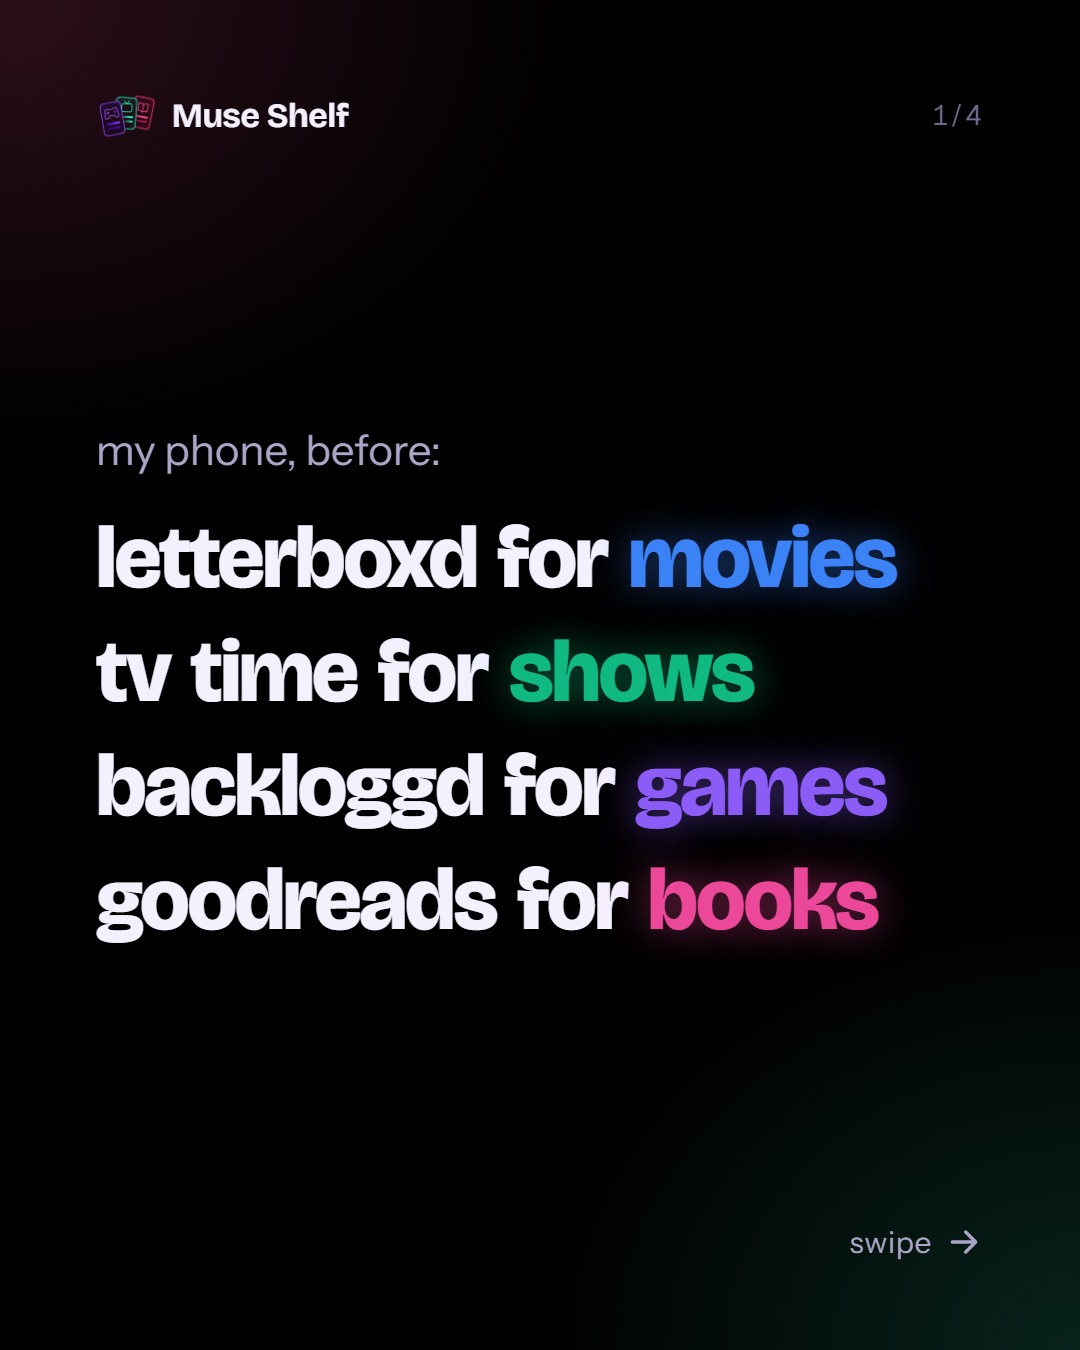 Muse Shelf
1/4
my phone, before:
letterboxd for movies
tv time for shows
backloggd for games
goodreads for books
swipe →